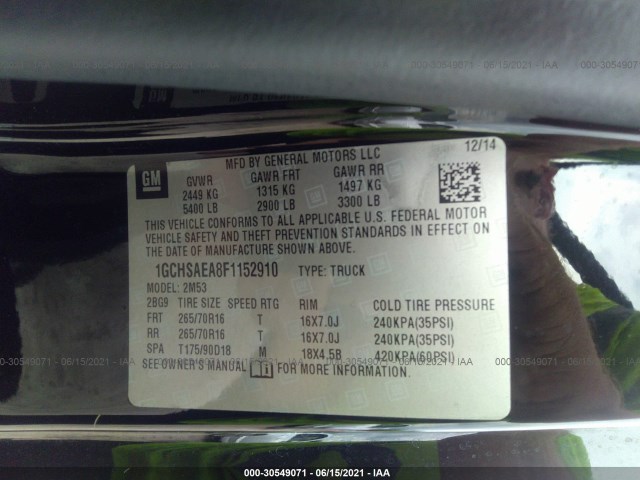 000-30549071 - 06/15/2021 - IAA
GM
MFD BY GENERAL MOTORS LLC
12/14
GVWR GAWR FRT GAWR RR
2449 KG 1315 KG 1497 KG
5400 LB 2900 LB 3300 LB
THIS VEHICLE CONFORMS TO ALL APPLICABLE U.S. FEDERAL MOTOR
VEHICLE SAFETY AND THEFT PREVENTION STANDARDS IN EFFECT ON
THE DATE OF MANUFACTURE SHOWN ABOVE.
1GCHSAEA8F1152910 TYPE: TRUCK
MODEL: 2M53
2BG9 TIRE SIZE SPEED RTG RIM COLD TIRE PRESSURE
FRT 265/70R16 T 16X7.0J 240KPA(35PSI)
RR 265/70R16 T 16X7.0J 240KPA(35PSI)
SPA T175/90D18 M 18X4.5B 420KPA(60PSI)
SEE OWNER'S MANUAL FOR MORE INFORMATION.
000-30549071 - 06/15/2021 - IAA